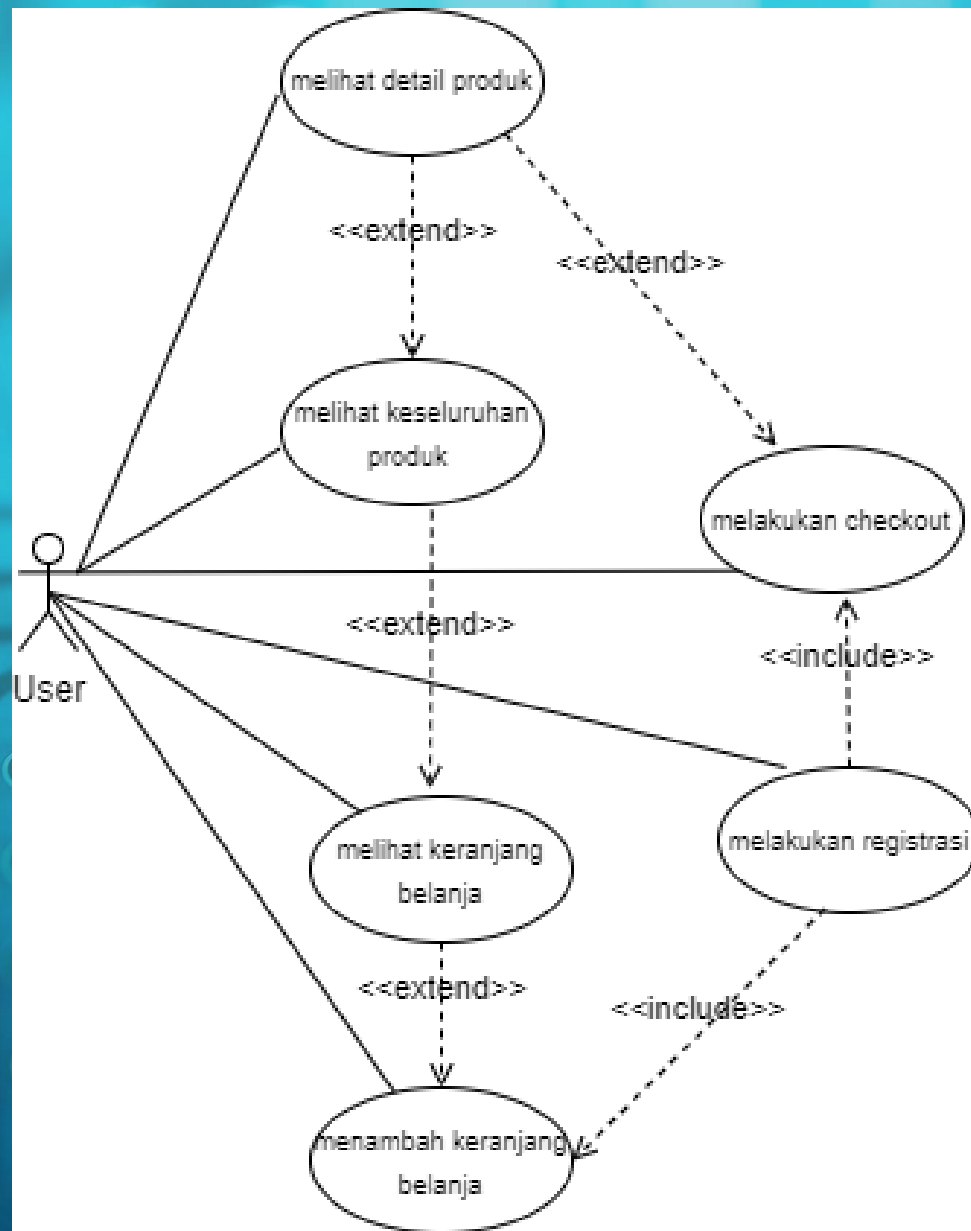 melihat detail produk
<<extend>>
<<extend>>
melihat keseluruhan
produk
melakukan checkout
<<extend>>
<<include>>
User
melihat keranjang
belanja
melakukan registrasi
<<extend>>
<<include>>
menambah keranjang
belanja